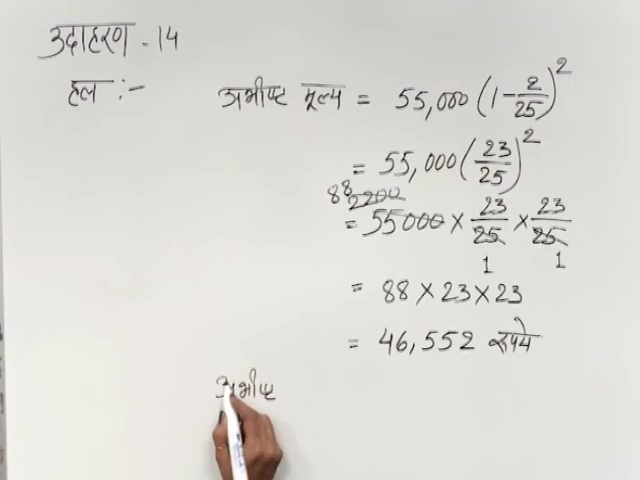 उदाहरण - 14
हल :- अभीष्ट मूल्य = 55,000 (1 - 2/25)^2
= 55,000 (23/25)^2
88 2200
= 55000 × 23/25 × 23/25
1 1
= 88 × 23 × 23
= 46,552 रूपये
अभीष्ट